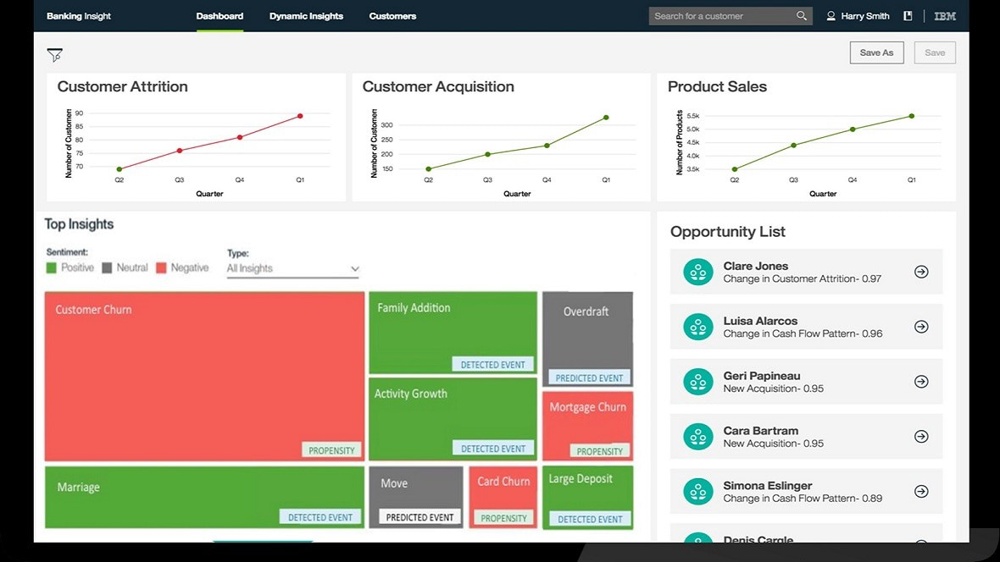 Banking Insight
Dashboard
Dynamic Insights
Customers
Search for a customer
Harry Smith
IBM
Save As
Save
Customer Attrition
Number of Customer
90
85
80
75
70
Q2
Q3
Q4
Q1
Quarter
Customer Acquisition
Number of Customer
300
250
200
150
Q2
Q3
Q4
Q1
Quarter
Product Sales
Number of Products
5.5k
5.0k
4.5k
4.0k
3.5k
Q2
Q3
Q4
Q1
Quarter
Top Insights
Sentiment:
Positive
Neutral
Negative
Type:
All Insights
Customer Churn
PROPENSITY
Family Addition
DETECTED EVENT
Overdraft
PREDICTED EVENT
Activity Growth
DETECTED EVENT
Mortgage Churn
PROPENSITY
Marriage
DETECTED EVENT
Move
PREDICTED EVENT
Card Churn
PROPENSITY
Large Deposit
DETECTED EVENT
Opportunity List
Clare Jones
Change in Customer Attrition- 0.97
Luisa Alarcos
Change in Cash Flow Pattern- 0.96
Geri Papineau
New Acquisition- 0.95
Cara Bartram
New Acquisition- 0.95
Simona Eslinger
Change in Cash Flow Pattern- 0.89
Denis Cargle